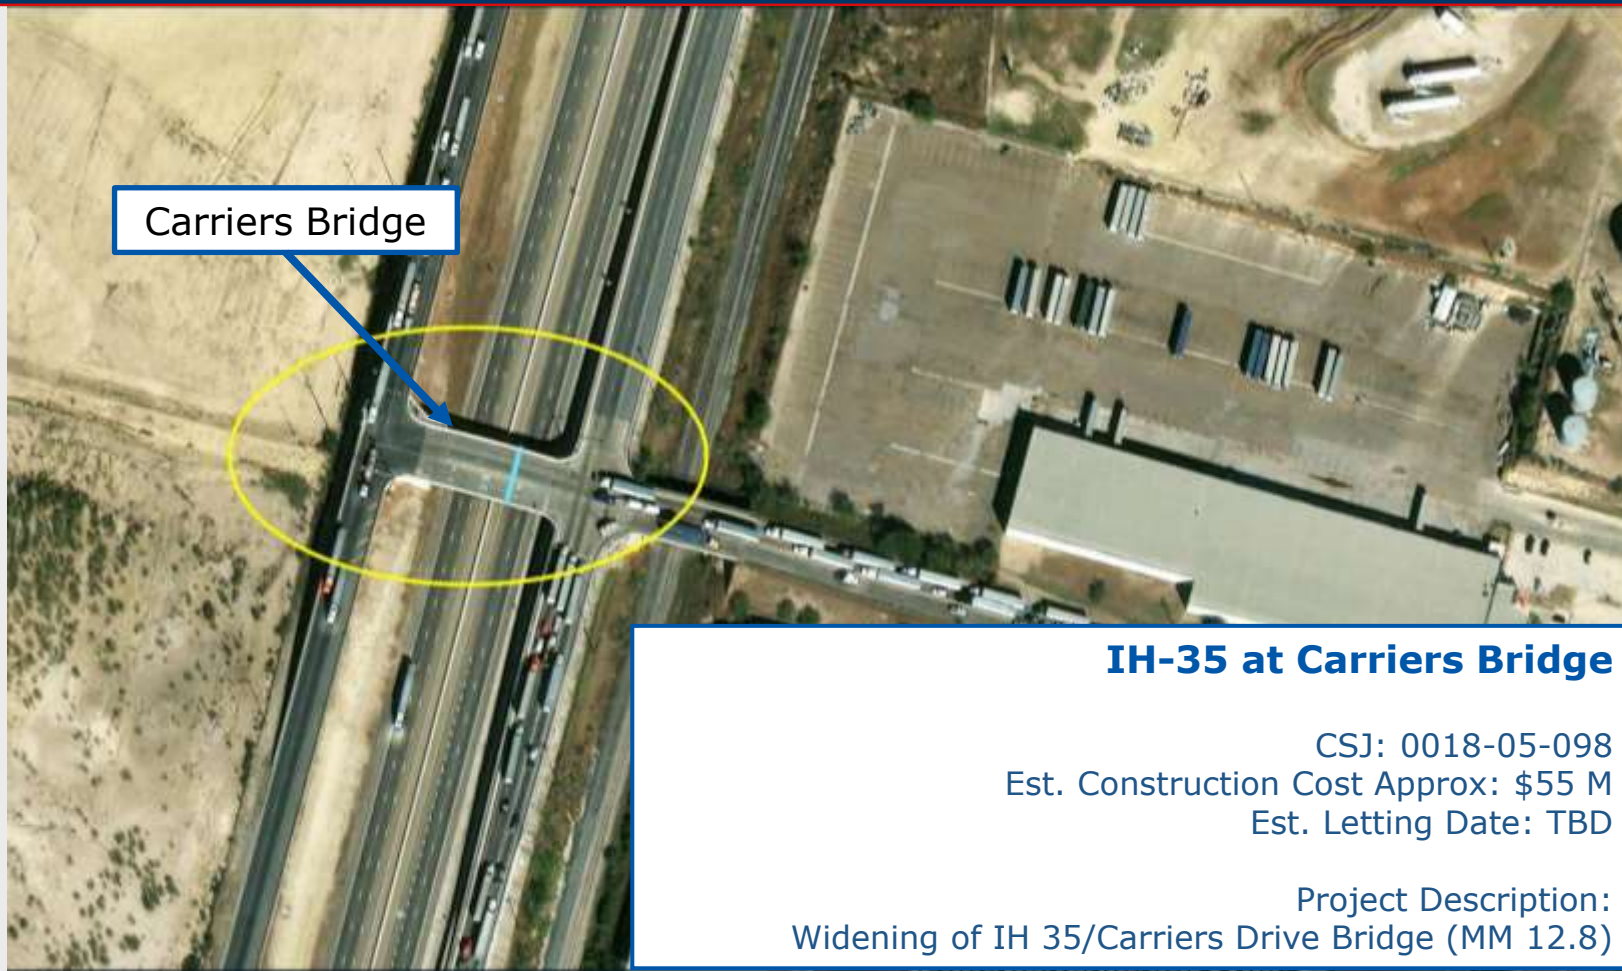 Carriers Bridge
IH-35 at Carriers Bridge
CSJ: 0018-05-098
Est. Construction Cost Approx: $55 M
Est. Letting Date: TBD
Project Description:
Widening of IH 35/Carriers Drive Bridge (MM 12.8)